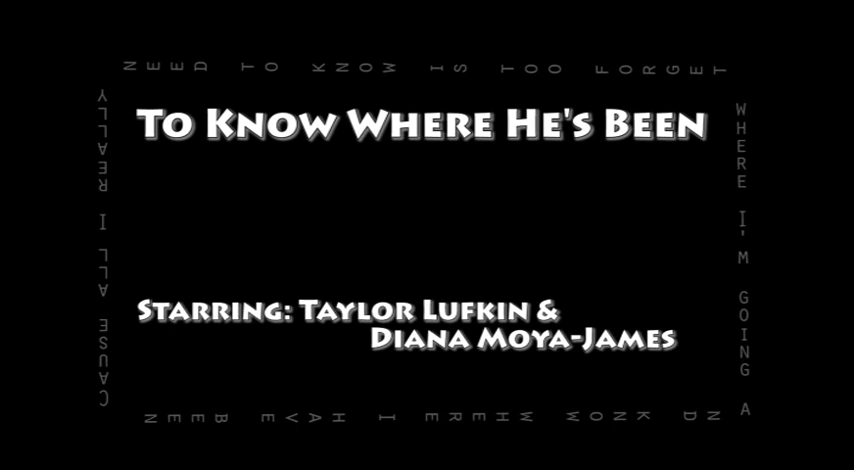 CAUSE ALL I REALLY
NEED TO KNOW IS TOO FORGET
WHERE I'M GOING A
ND KNOW WHERE I HAVE BEEN
To Know Where He's Been
Starring: Taylor Lufkin &
Diana Moya-James